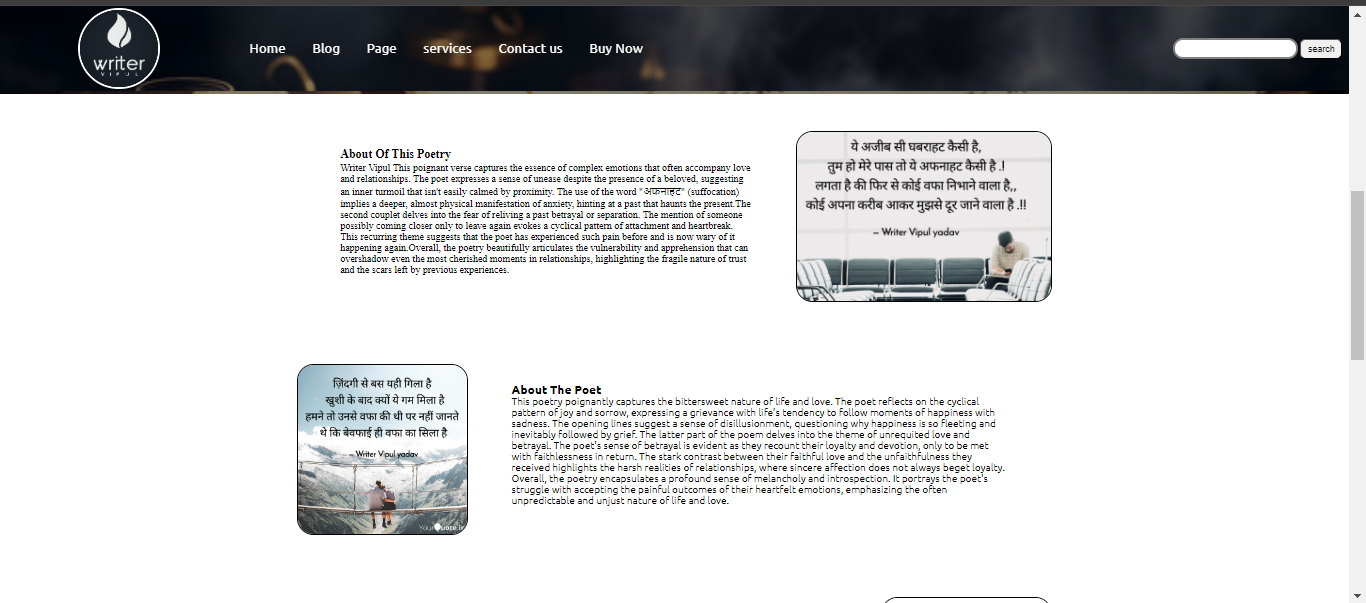 writer
VIPUL
Home
Blog
Page
services
Contact us
Buy Now
search
About Of This Poetry
Writer Vipul This poignant verse captures the essence of complex emotions that often accompany love
and relationships. The poet expresses a sense of unease despite the presence of a beloved, suggesting
an inner turmoil that isn't easily calmed by proximity. The use of the word "अफनाहट" (suffocation)
implies a deeper, almost physical manifestation of anxiety, hinting at a past that haunts the present.The
second couplet delves into the fear of reliving a past betrayal or separation. The mention of someone
possibly coming closer only to leave again evokes a cyclical pattern of attachment and heartbreak.
This recurring theme suggests that the poet has experienced such pain before and is now wary of it
happening again.Overall, the poetry beautifully articulates the vulnerability and apprehension that can
overshadow even the most cherished moments in relationships, highlighting the fragile nature of trust
and the scars left by previous experiences.
ये अजीब सी घबराहट कैसी है,
तुम हो मेरे पास तो ये अफनाहट कैसी है .!
लगता है की फिर से कोई वफा निभाने वाला है,,
कोई अपना करीब आकर मुझसे दूर जाने वाला है .!!
– Writer Vipul yadav
ज़िंदगी से बस यही मिला है
खुशी के बाद क्यों ये गम मिला है
हमने तो उनसे वफा की थी पर नहीं जानते
थे कि बेवफाई ही वफा का सिला है
– Writer Vipul yadav
YourQuote.in
About The Poet
This poetry poignantly captures the bittersweet nature of life and love. The poet reflects on the cyclical
pattern of joy and sorrow, expressing a grievance with life's tendency to follow moments of happiness with
sadness. The opening lines suggest a sense of disillusionment, questioning why happiness is so fleeting and
inevitably followed by grief. The latter part of the poem delves into the theme of unrequited love and
betrayal. The poet's sense of betrayal is evident as they recount their loyalty and devotion, only to be met
with faithlessness in return. The stark contrast between their faithful love and the unfaithfulness they
received highlights the harsh realities of relationships, where sincere affection does not always beget loyalty.
Overall, the poetry encapsulates a profound sense of melancholy and introspection. It portrays the poet's
struggle with accepting the painful outcomes of their heartfelt emotions, emphasizing the often
unpredictable and unjust nature of life and love.